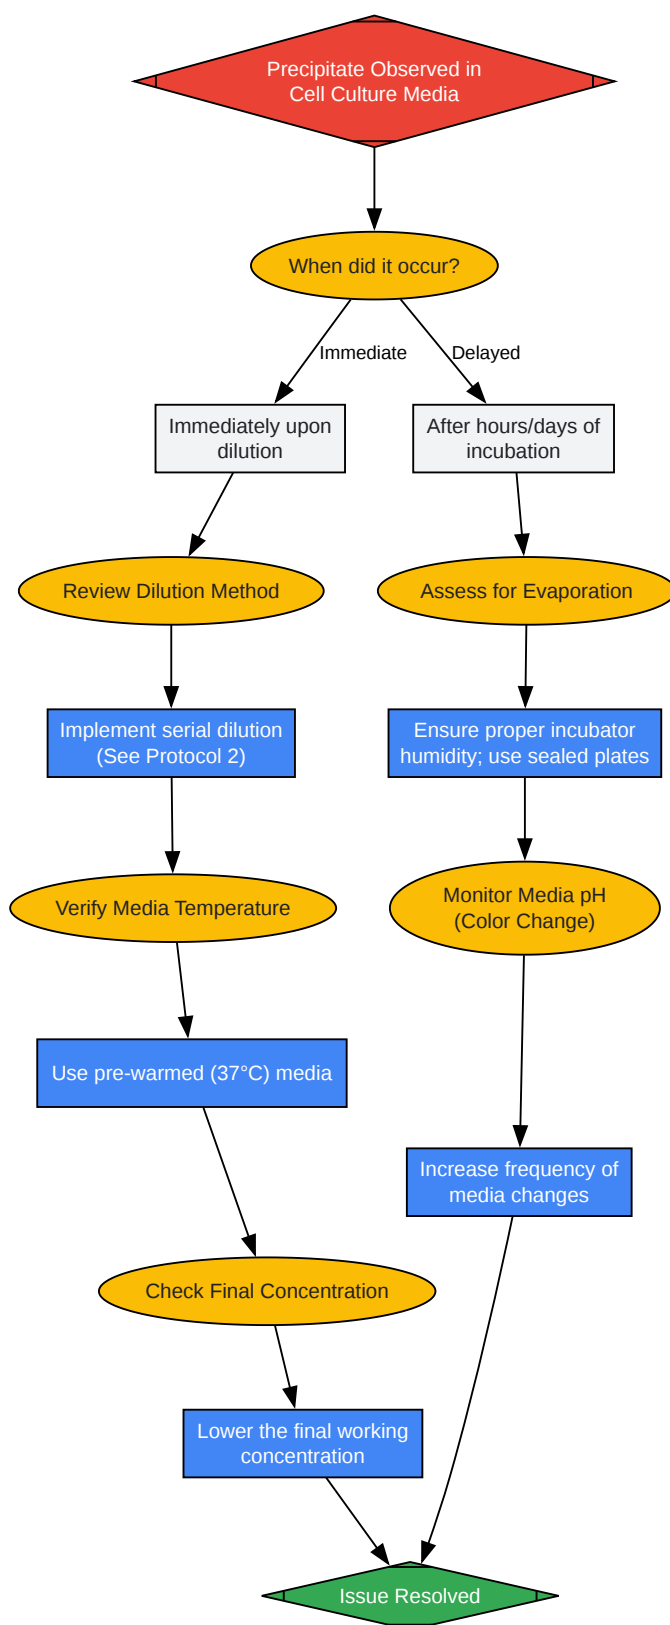 Precipitate Observed in
Cell Culture Media
When did it occur?
Immediate
Delayed
Immediately upon
dilution
After hours/days of
incubation
Review Dilution Method
Assess for Evaporation
Implement serial dilution
(See Protocol 2)
Ensure proper incubator
humidity; use sealed plates
Verify Media Temperature
Monitor Media pH
(Color Change)
Use pre-warmed (37°C) media
Increase frequency of
media changes
Check Final Concentration
Lower the final working
concentration
Issue Resolved